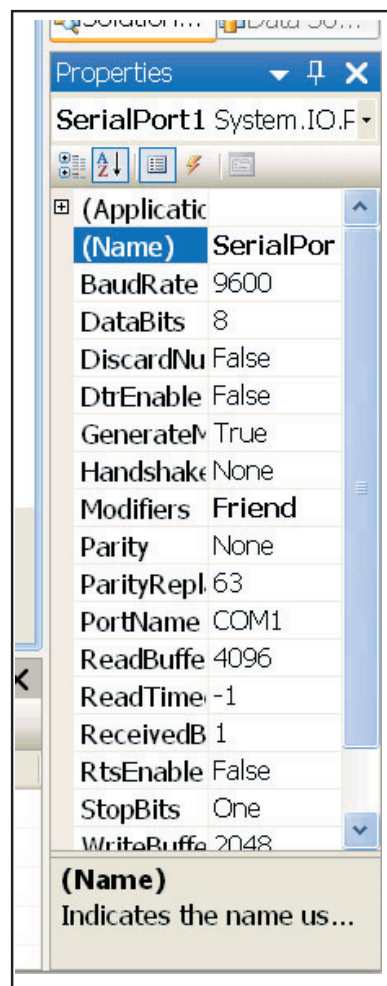 Solution... Data So...
Properties
SerialPort1 System.IO.F
(Applicatic
(Name) SerialPor
BaudRate 9600
DataBits 8
DiscardNu False
DtrEnable False
GenerateM True
Handshake None
Modifiers Friend
Parity None
ParityRepl 63
PortName COM1
ReadBuffe 4096
ReadTime -1
ReceivedB 1
RtsEnable False
StopBits One
WriteBuffe 2048
(Name)
Indicates the name us...